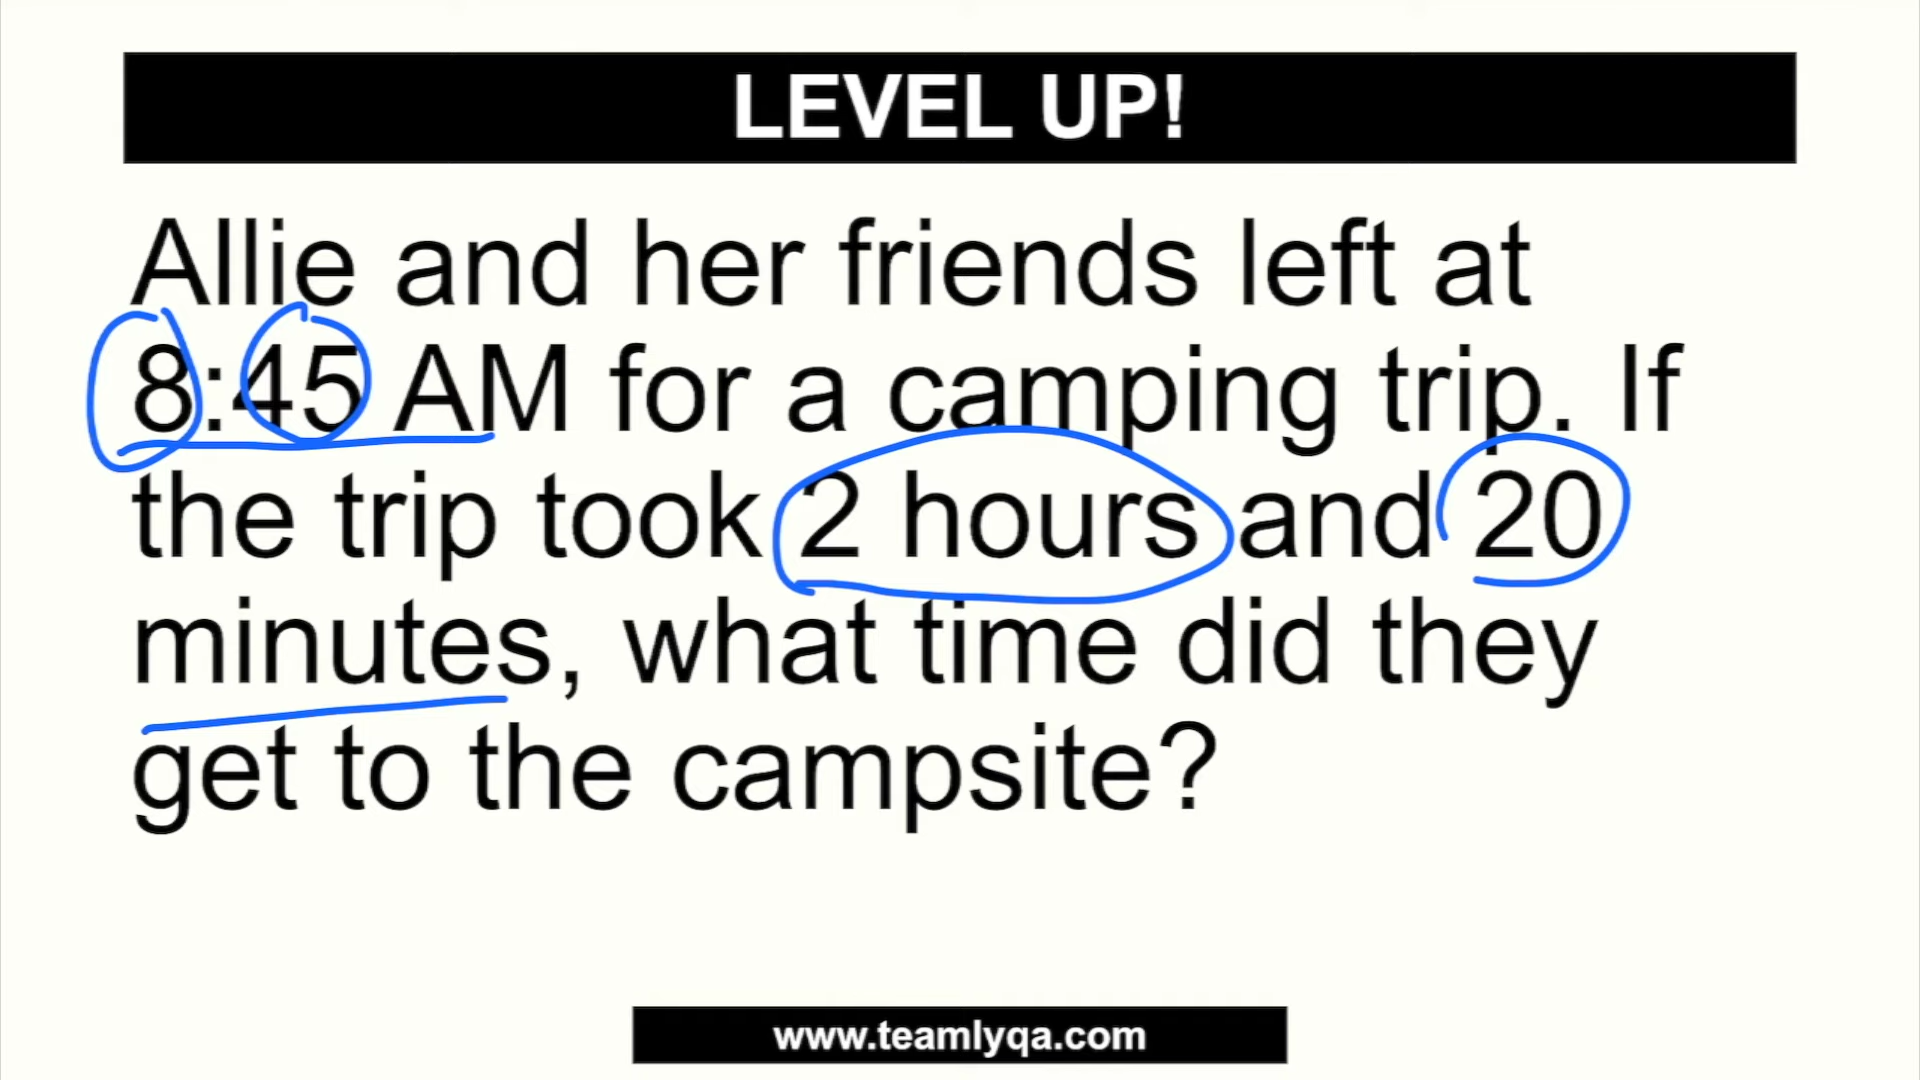 LEVEL UP!
Allie and her friends left at
8:45 AM for a camping trip. If
the trip took 2 hours and 20
minutes, what time did they
get to the campsite?
www.teamlyqa.com